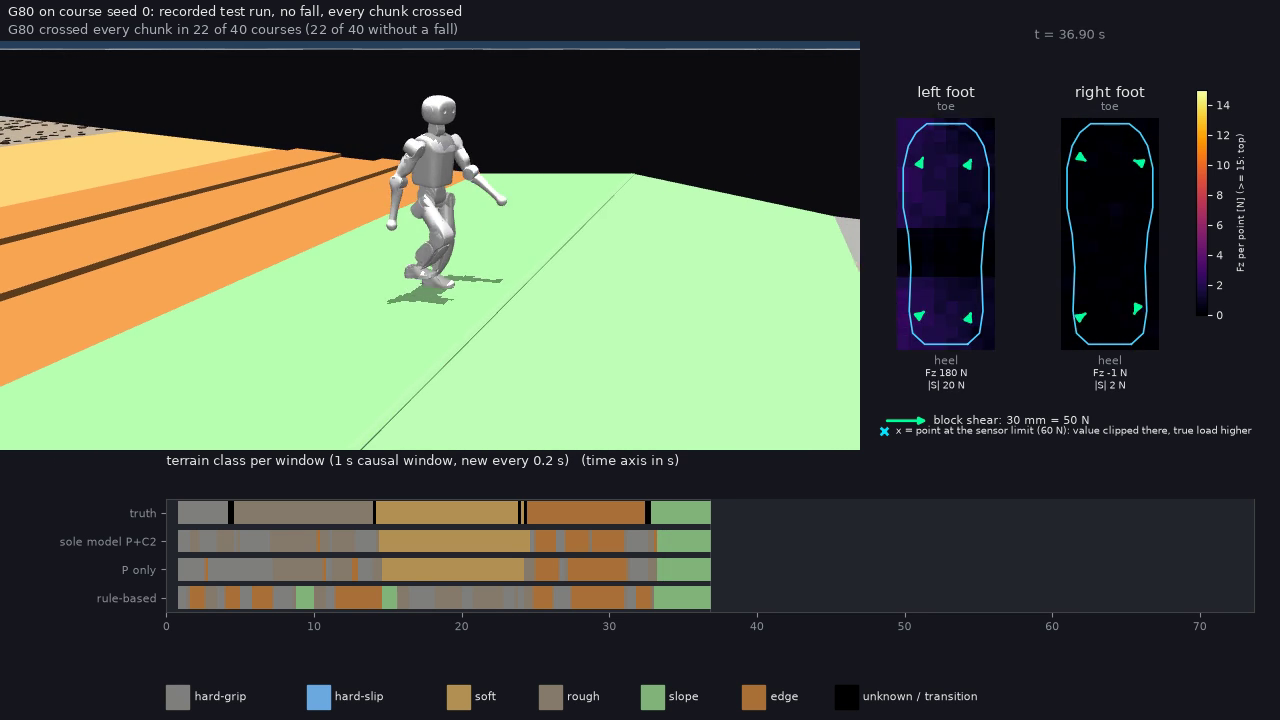 G80 on course seed 0: recorded test run, no fall, every chunk crossed
G80 crossed every chunk in 22 of 40 courses (22 of 40 without a fall)
t = 36.90 s
left foot
right foot
toe
toe
heel
heel
Fz 180 N
Fz -1 N
|S| 20 N
|S| 2 N
14
12
10
8
6
4
2
0
Fz per point [N] (>= 15: top)
block shear: 30 mm = 50 N
x = point at the sensor limit (60 N): value clipped there, true load higher
terrain class per window (1 s causal window, new every 0.2 s) (time axis in s)
truth
sole model P+C2
P only
rule-based
0 10 20 30 40 50 60 70
hard-grip hard-slip soft rough slope edge unknown / transition